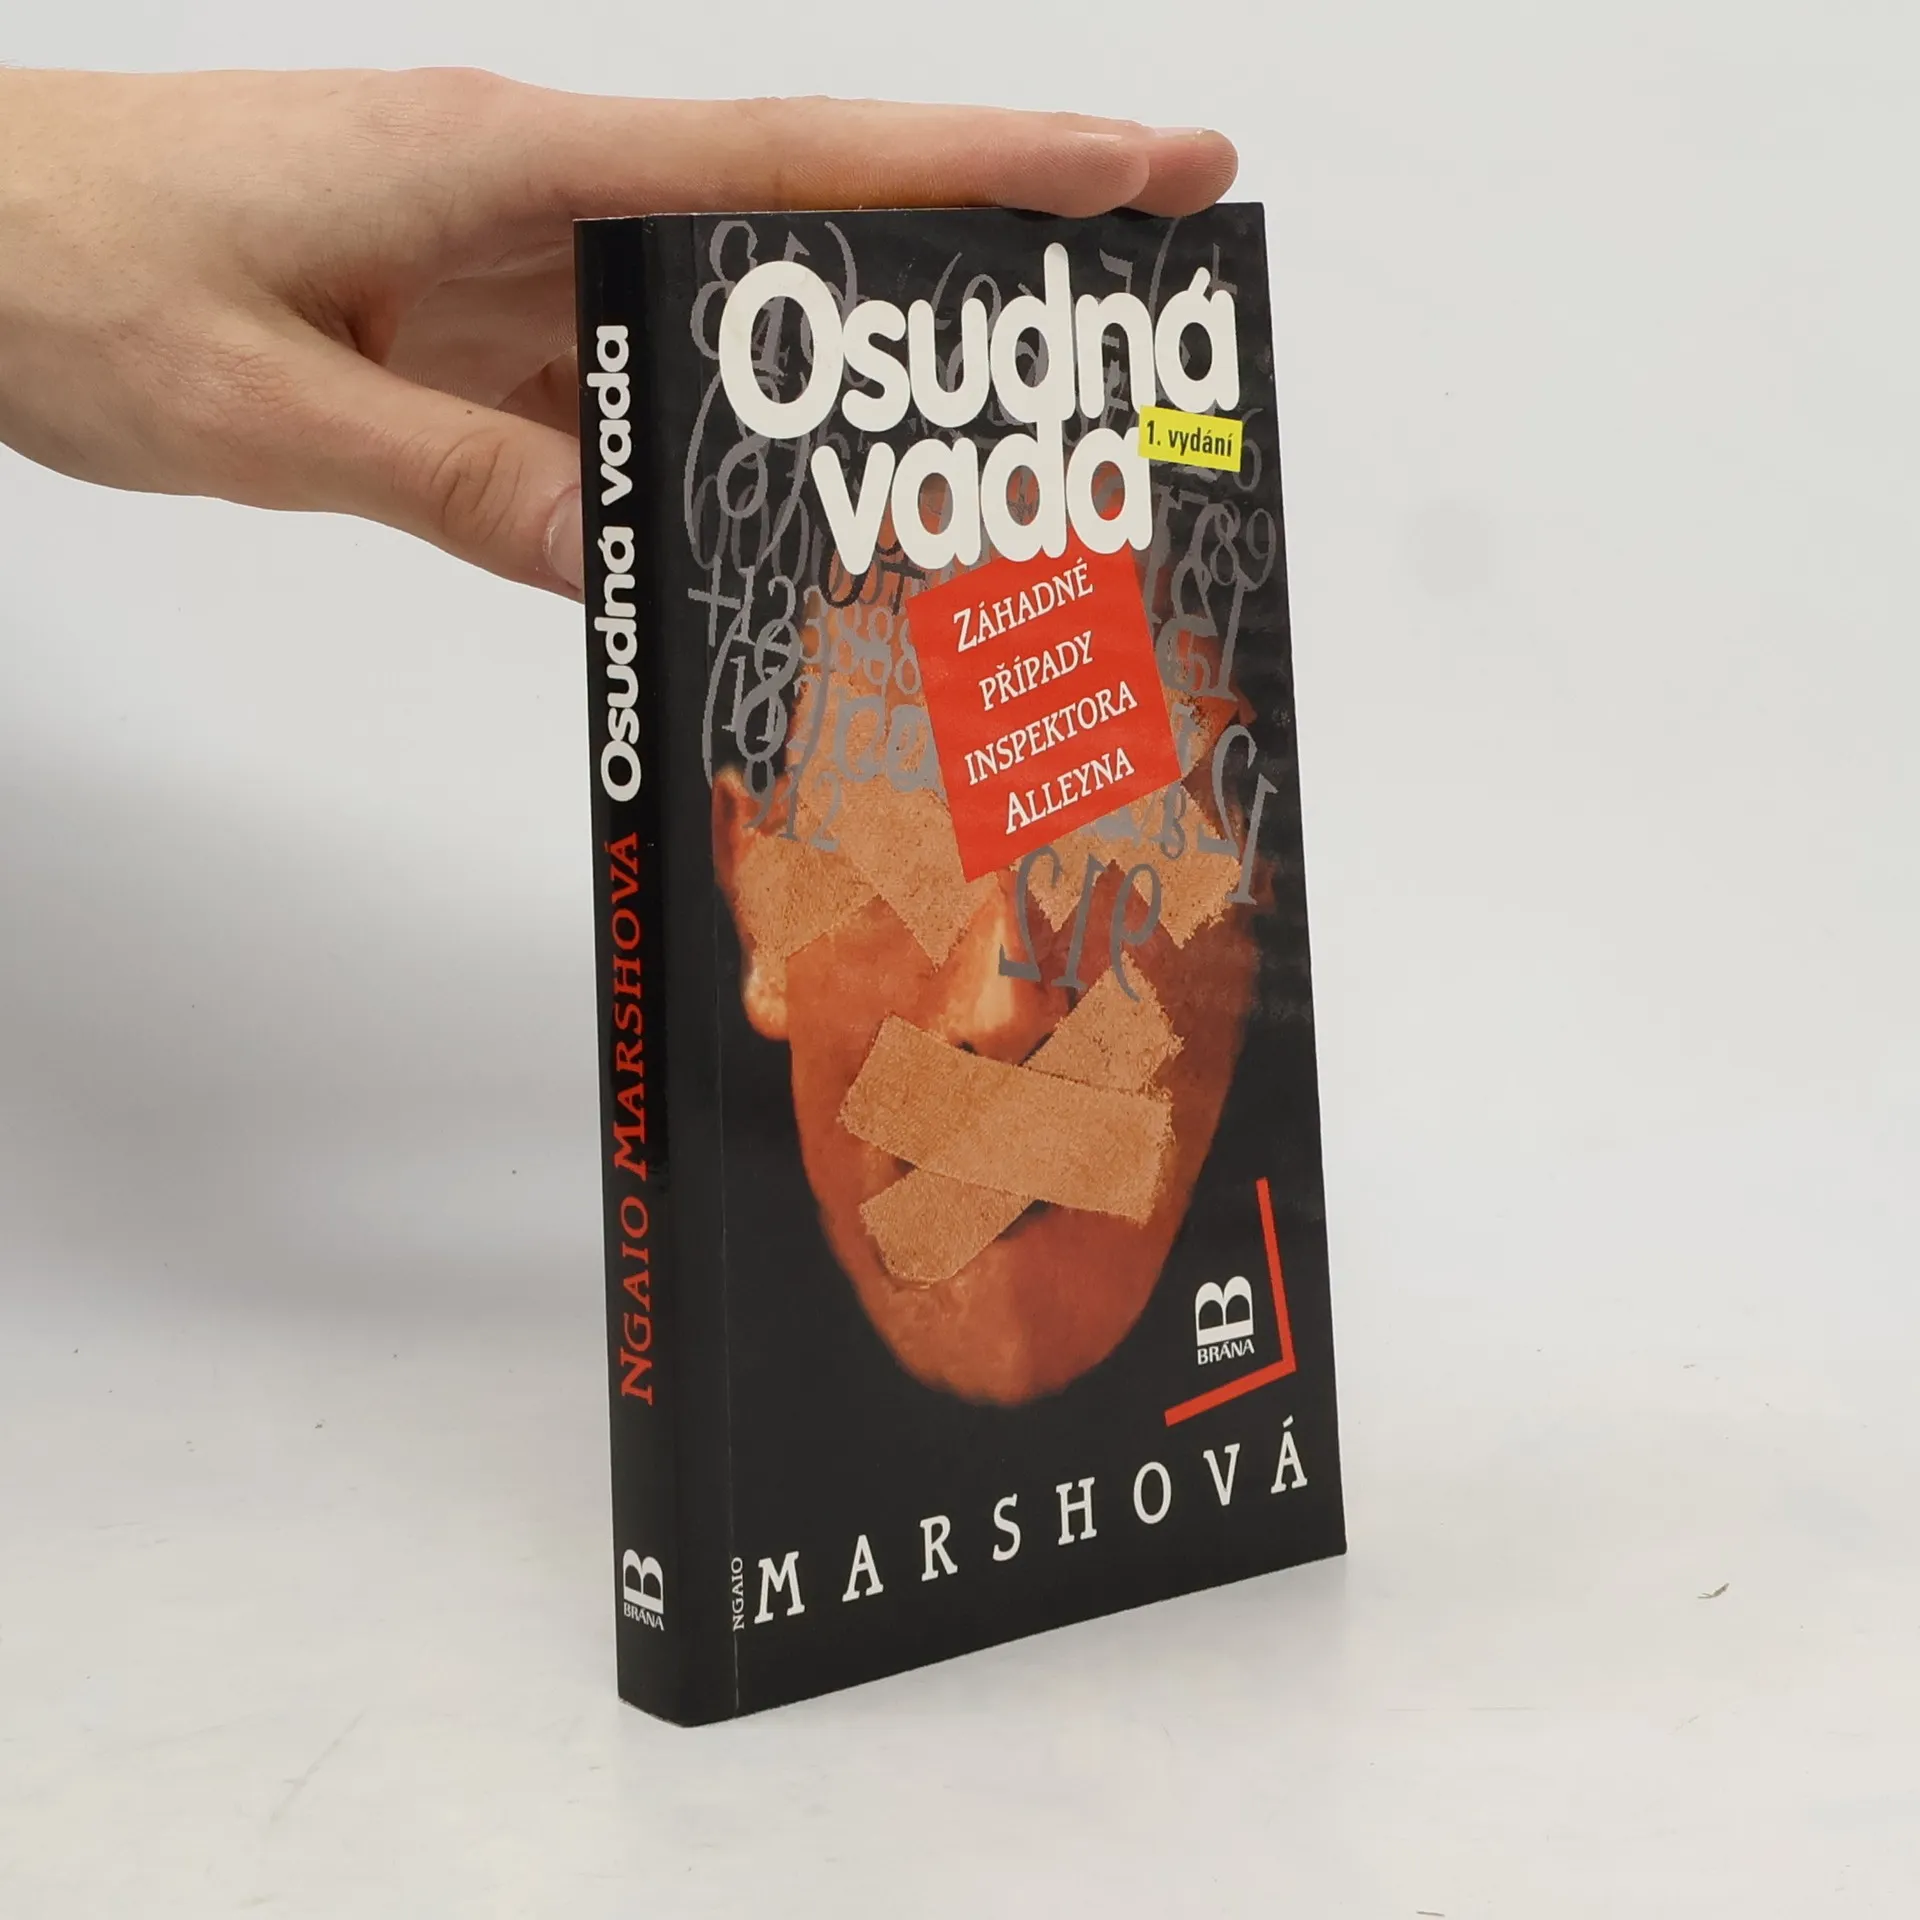 Osudná
vada
1. vydání
ZÁHADNÉ
PŘÍPADY
INSPEKTORA
ALLEYNA
B
BRÁNA
NGAIO
MARSHOVÁ
NGAIO MARSHOVÁ Osudná vada
B
BRÁNA